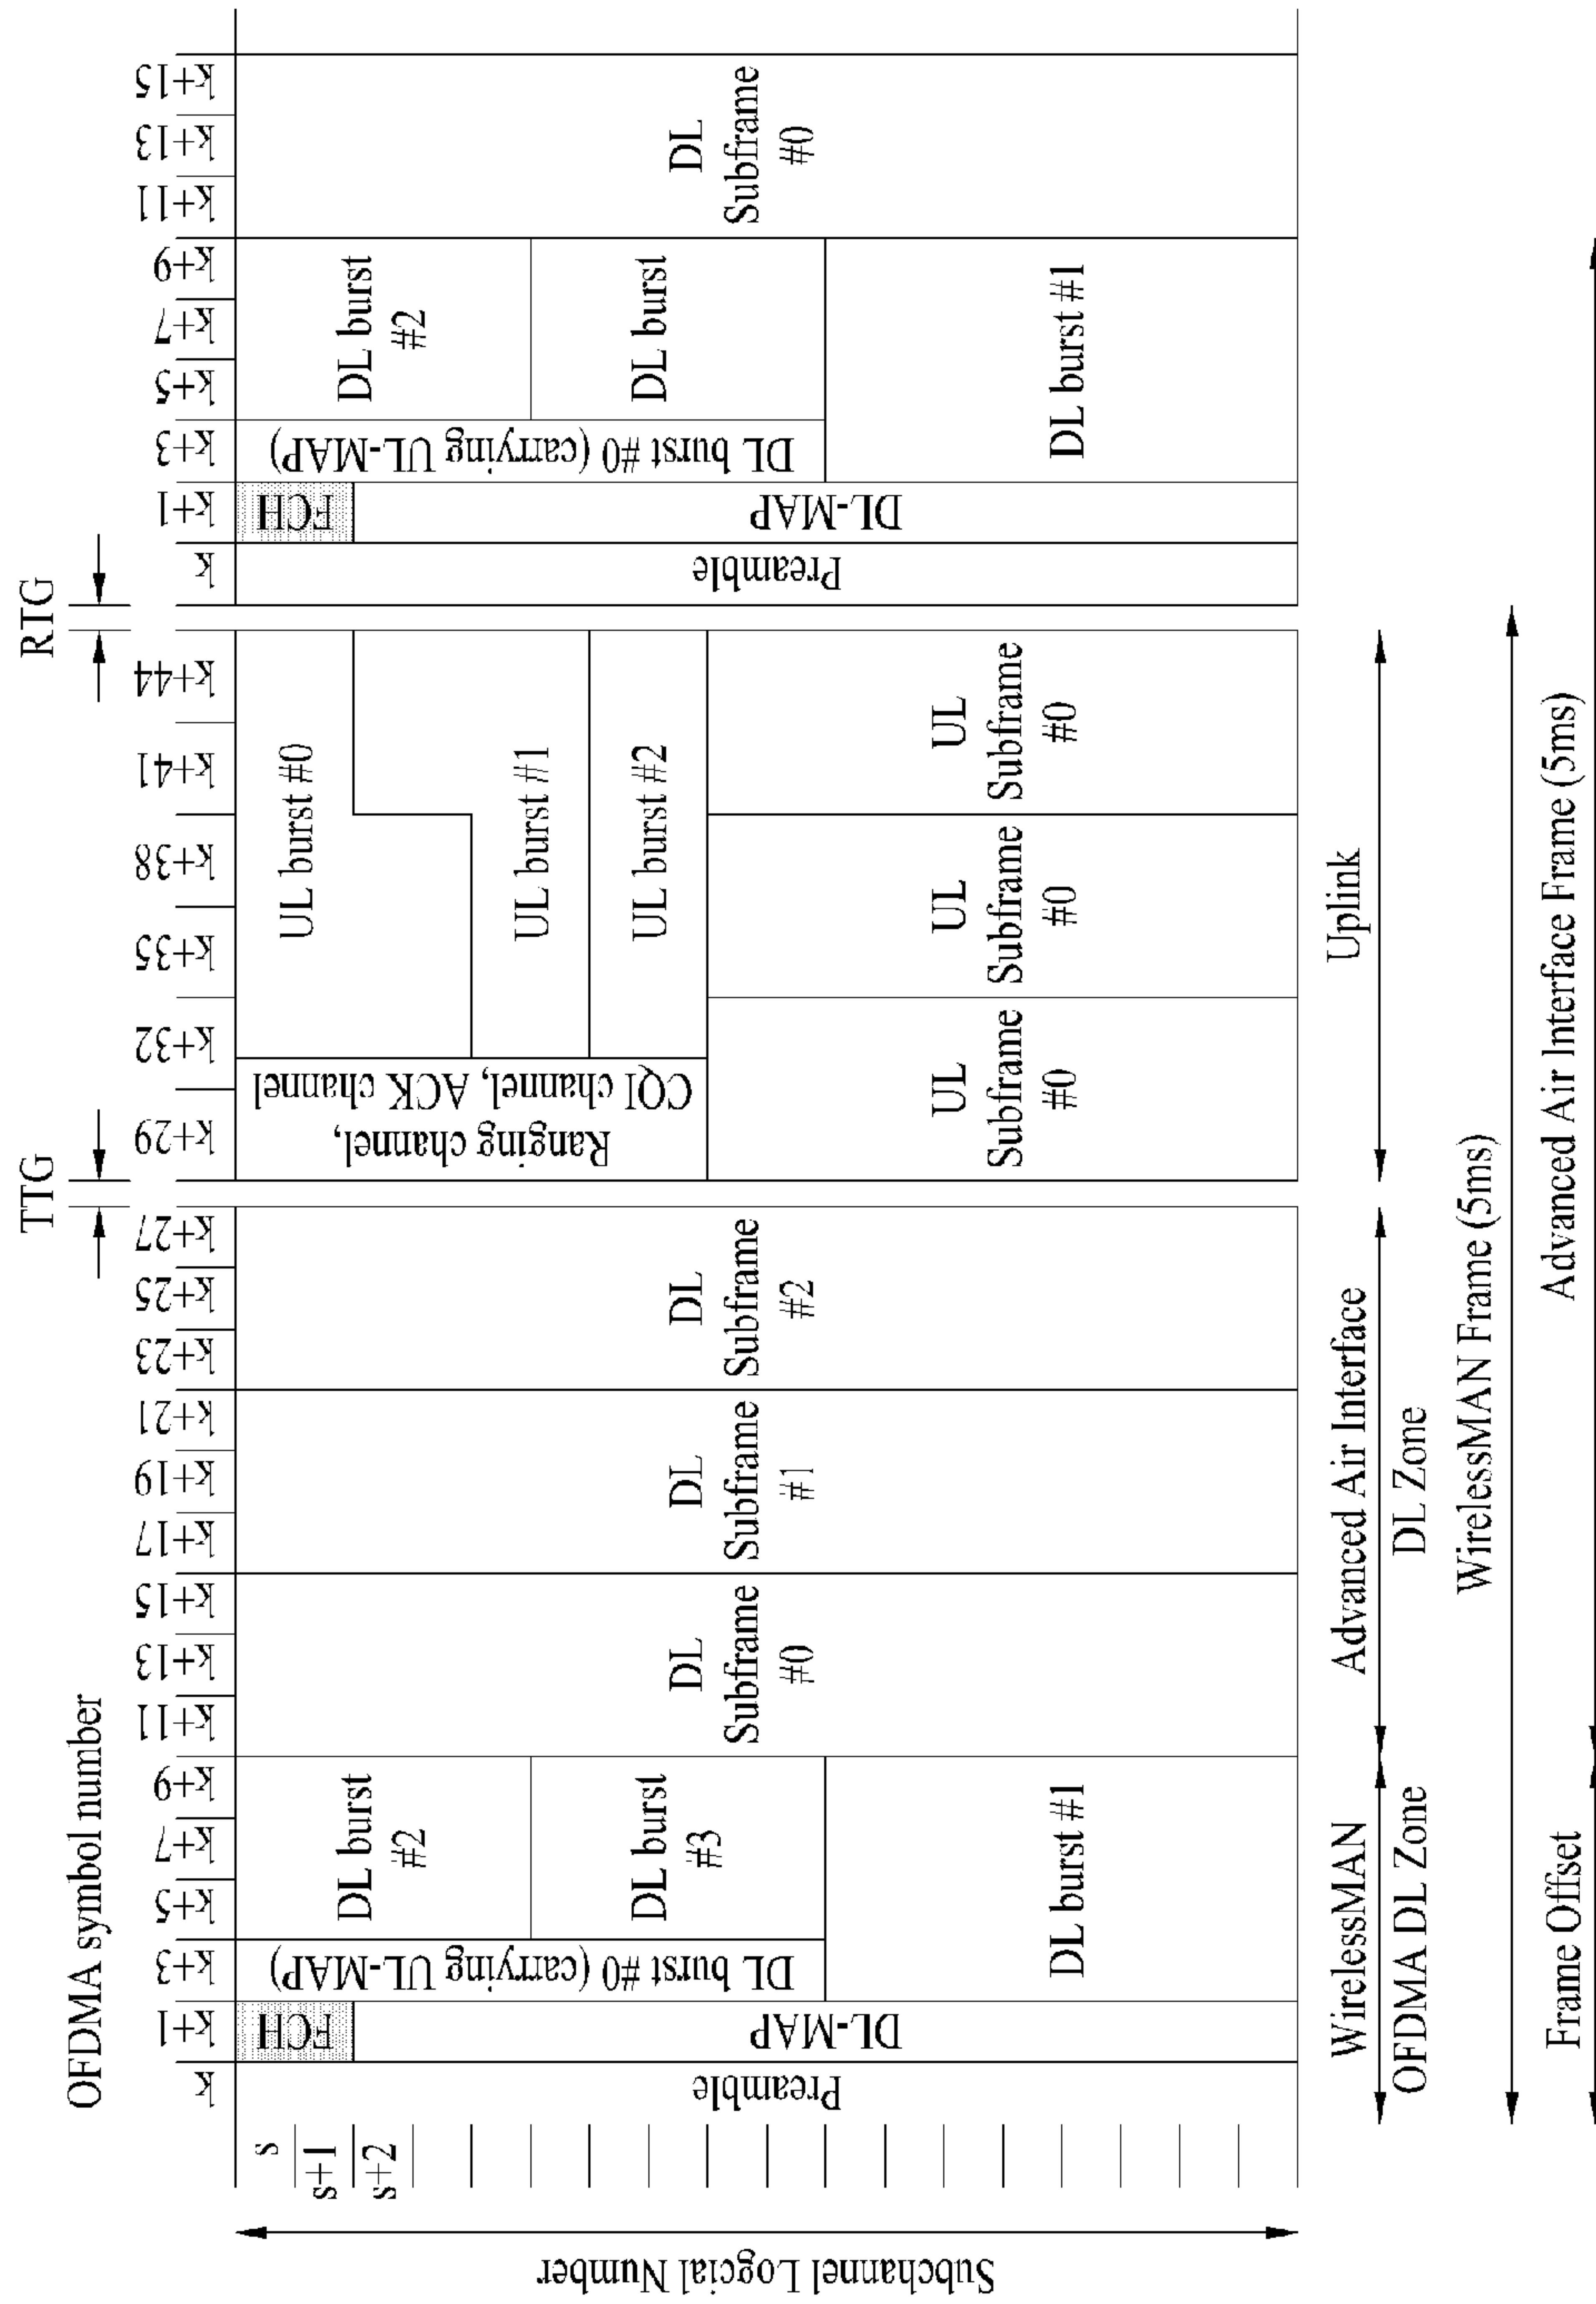 OFDMA symbol number
TTG
RTG
k
k+1
k+3
k+5
k+7
k+9
k+11
k+13
k+15
k+17
k+19
k+21
k+23
k+25
k+27
k+29
k+32
k+35
k+38
k+41
k+44
k
k+1
k+3
k+5
k+7
k+9
k+11
k+13
k+15
Subchannel Logcial Number
s
s+1
s+2
Preamble
FCH
DL-MAP
DL burst #0 (carrying UL-MAP)
DL burst
#2
DL burst
#3
DL burst #1
DL
Subframe
#0
DL
Subframe
#1
DL
Subframe
#2
Ranging channel,
CQI channel, ACK channel
UL burst #0
UL burst #1
UL burst #2
UL
Subframe
#0
UL
Subframe
#0
UL
Subframe
#0
Preamble
FCH
DL-MAP
DL burst #0 (carrying UL-MAP)
DL burst
#2
DL burst
DL burst #1
DL
Subframe
#0
WirelessMAN
OFDMA DL Zone
Advanced Air Interface
DL Zone
Uplink
WirelessMAN Frame (5ms)
Frame Offset
Advanced Air Interface Frame (5ms)